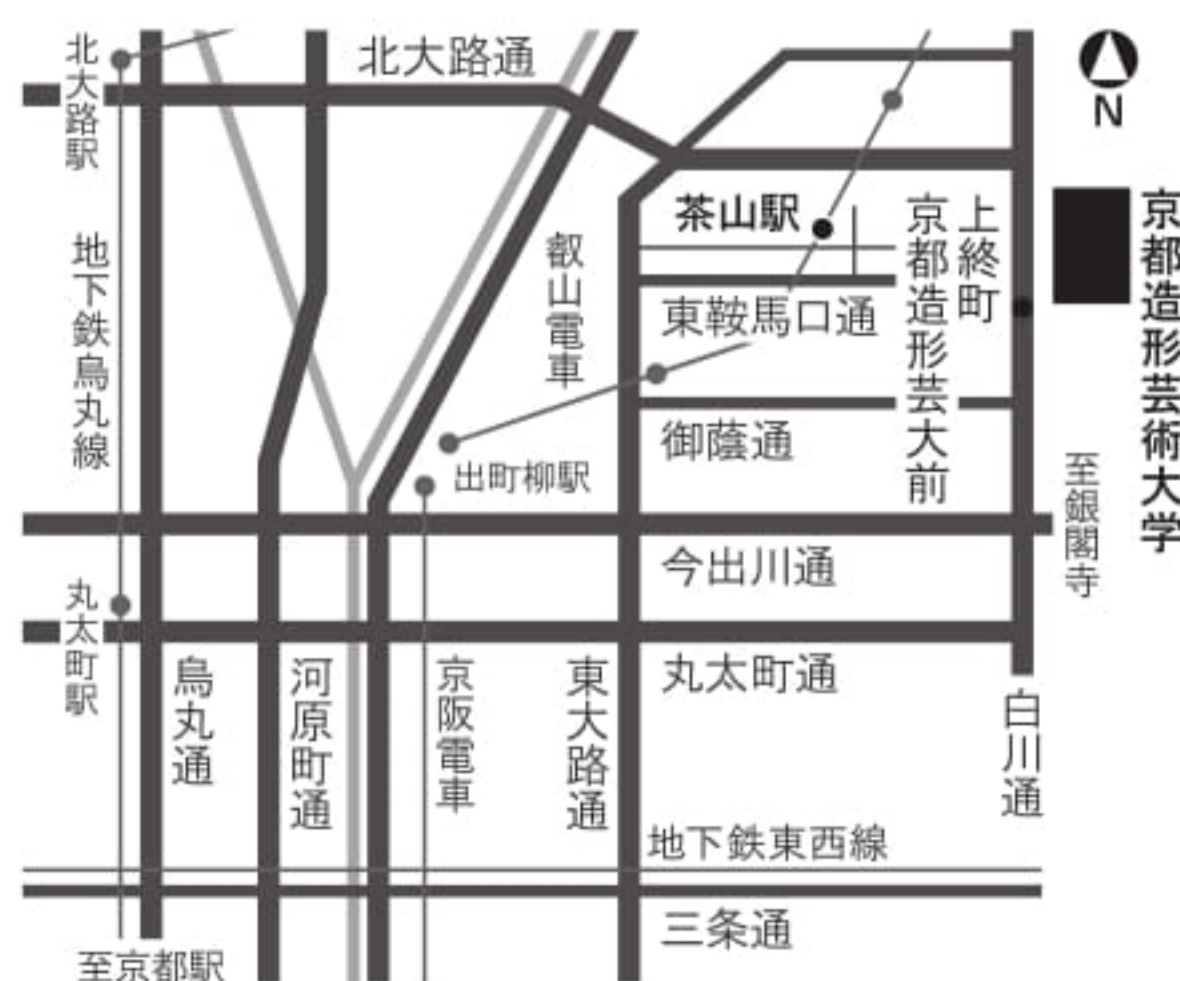 北大路駅
北大路通
N
地下鉄烏丸線
叡山電車
茶山駅
上終町
京都造形芸大前
京都造形芸術大学
東鞍馬口通
御蔭通
出町柳駅
至銀閣寺
今出川通
丸太町駅
丸太町通
烏丸通
河原町通
京阪電車
東大路通
白川通
地下鉄東西線
三条通
至京都駅